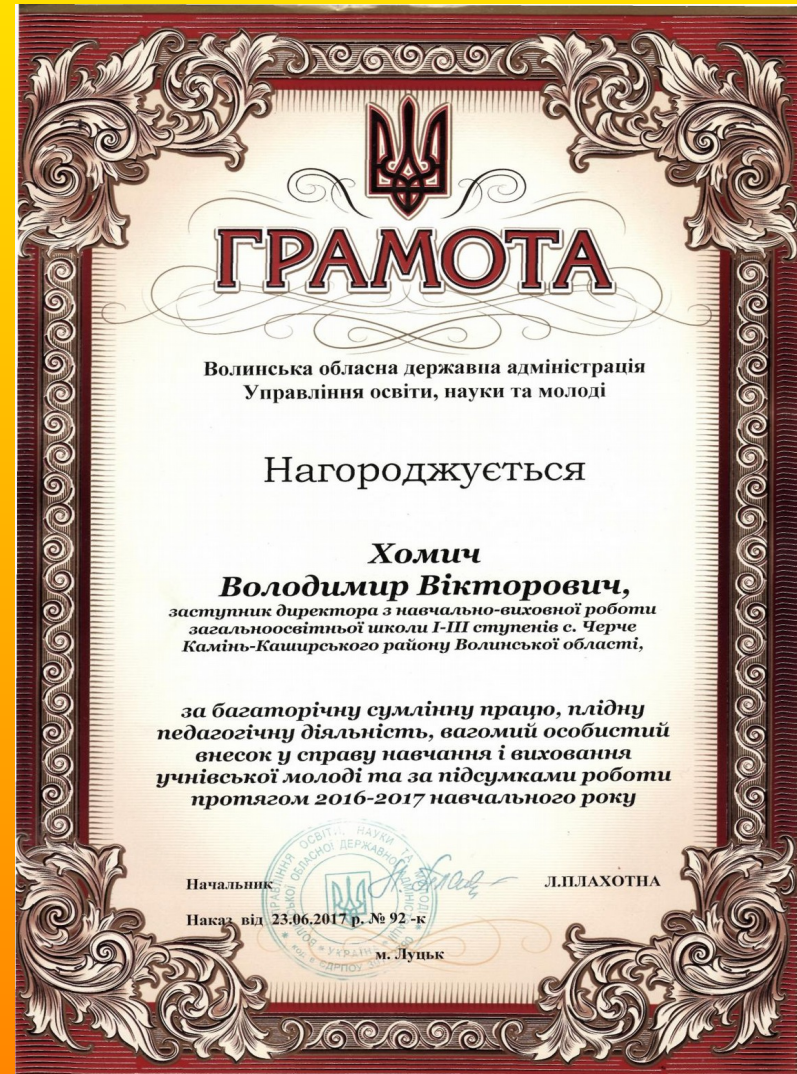 ГРАМОТА
Волинська обласна державна адміністрація
Управління освіти, науки та молоді
Нагороджується
Хомич
Володимир Вікторович,
заступник директора з навчально-виховної роботи
загальноосвітньої школи І-ІІІ ступенів с. Черче
Камінь-Каширського району Волинської області,
за багаторічну сумлінну працю, плідну
педагогічну діяльність, вагомий особистий
внесок у справу навчання і виховання
учнівської молоді та за підсумками роботи
протягом 2016-2017 навчального року
Начальник Л.ПЛАХОТНА
Наказ від 23.06.2017 р. № 92 -к
м. Луцьк